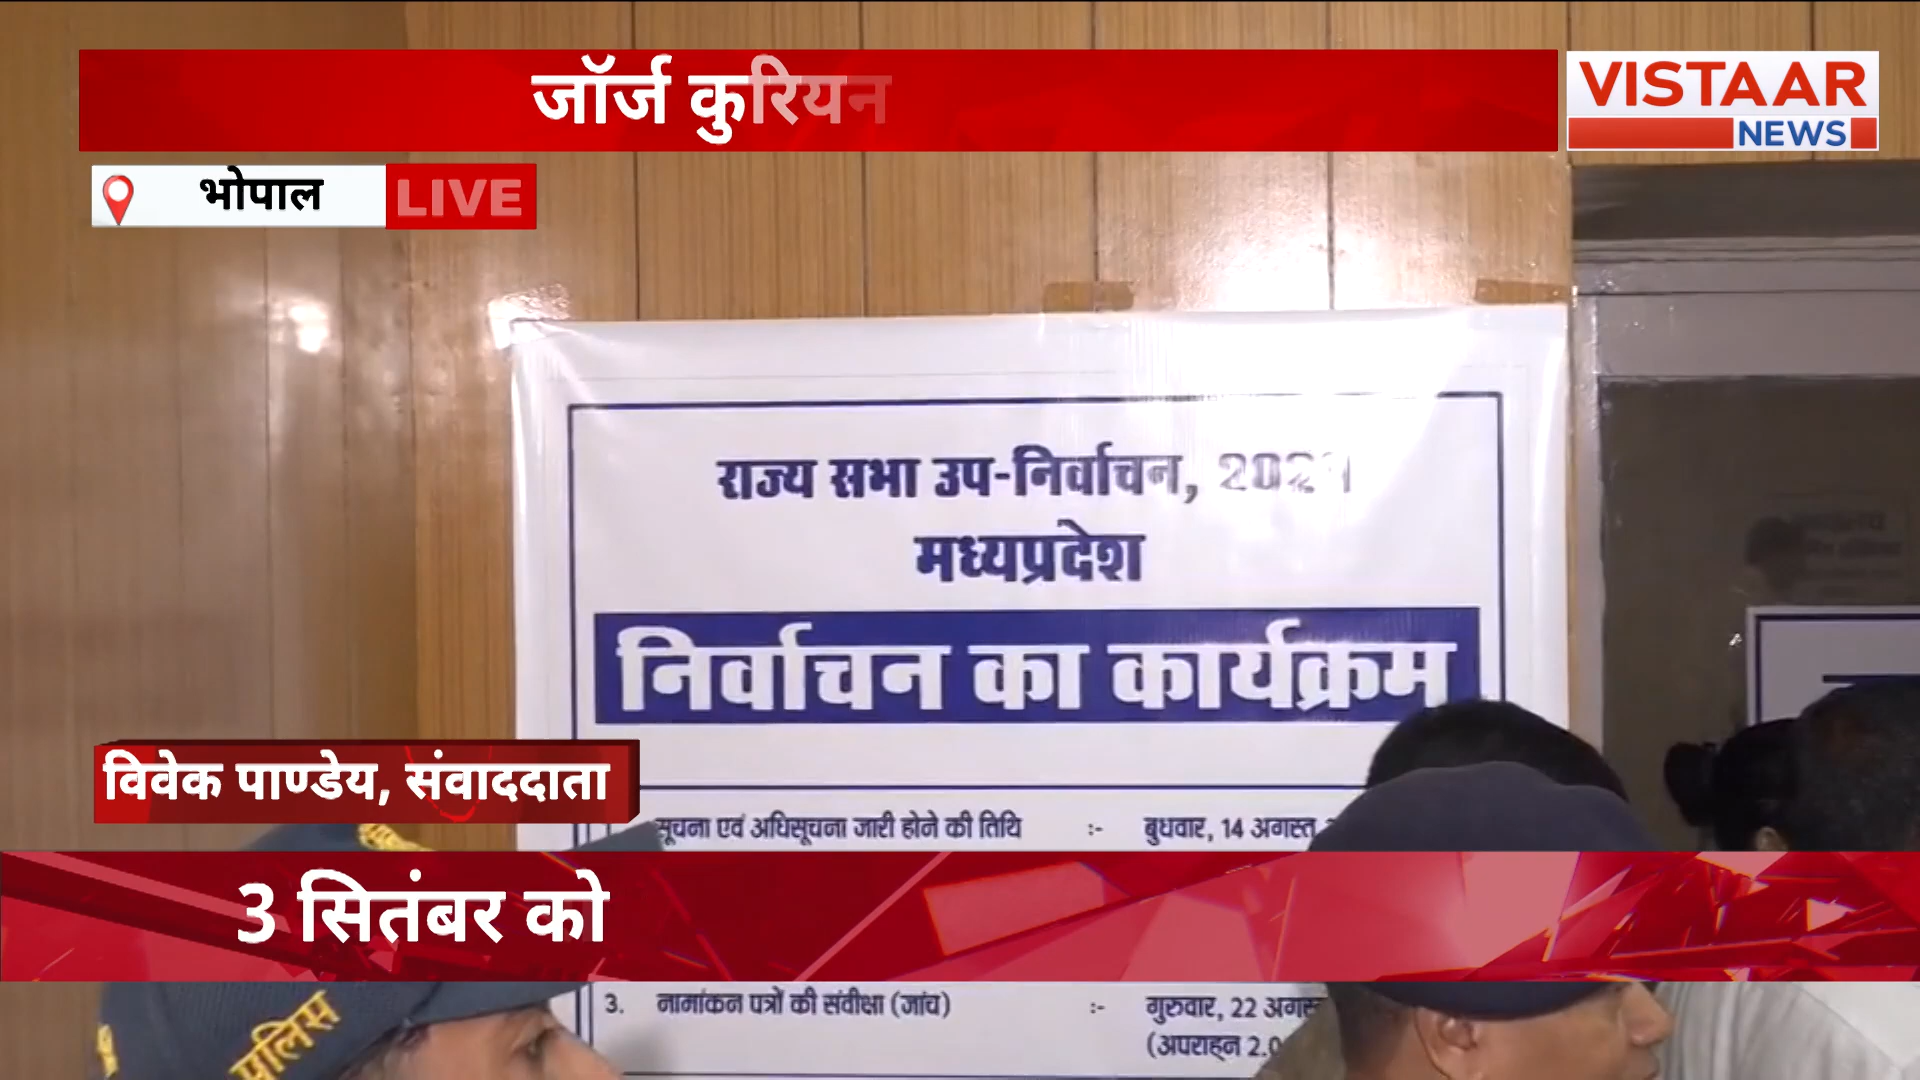 जॉर्ज कुरियन
VISTAAR
NEWS
भोपाल
LIVE
राज्य सभा उप-निर्वाचन,
मध्यप्रदेश
निर्वाचन का कार्यक्रम
विवेक पाण्डेय, संवाददाता
सूचना एवं अधिसूचना जारी होने की तिथि :- बुधवार, 14 अगस्त
3 सितंबर को
3. नामांकन पत्रों की संवीक्षा (जांच) :- गुरुवार, 22
(अपराह्न
पुलिस